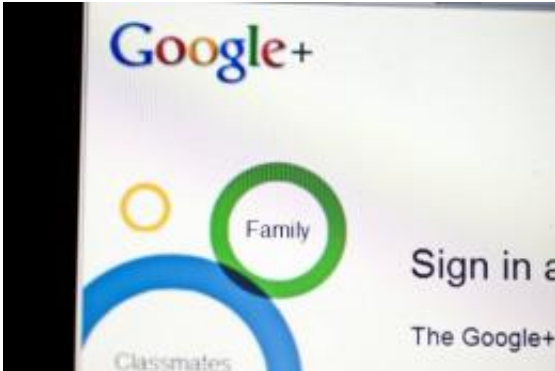 Google+
Family
Sign in a
The Google+
Classmates